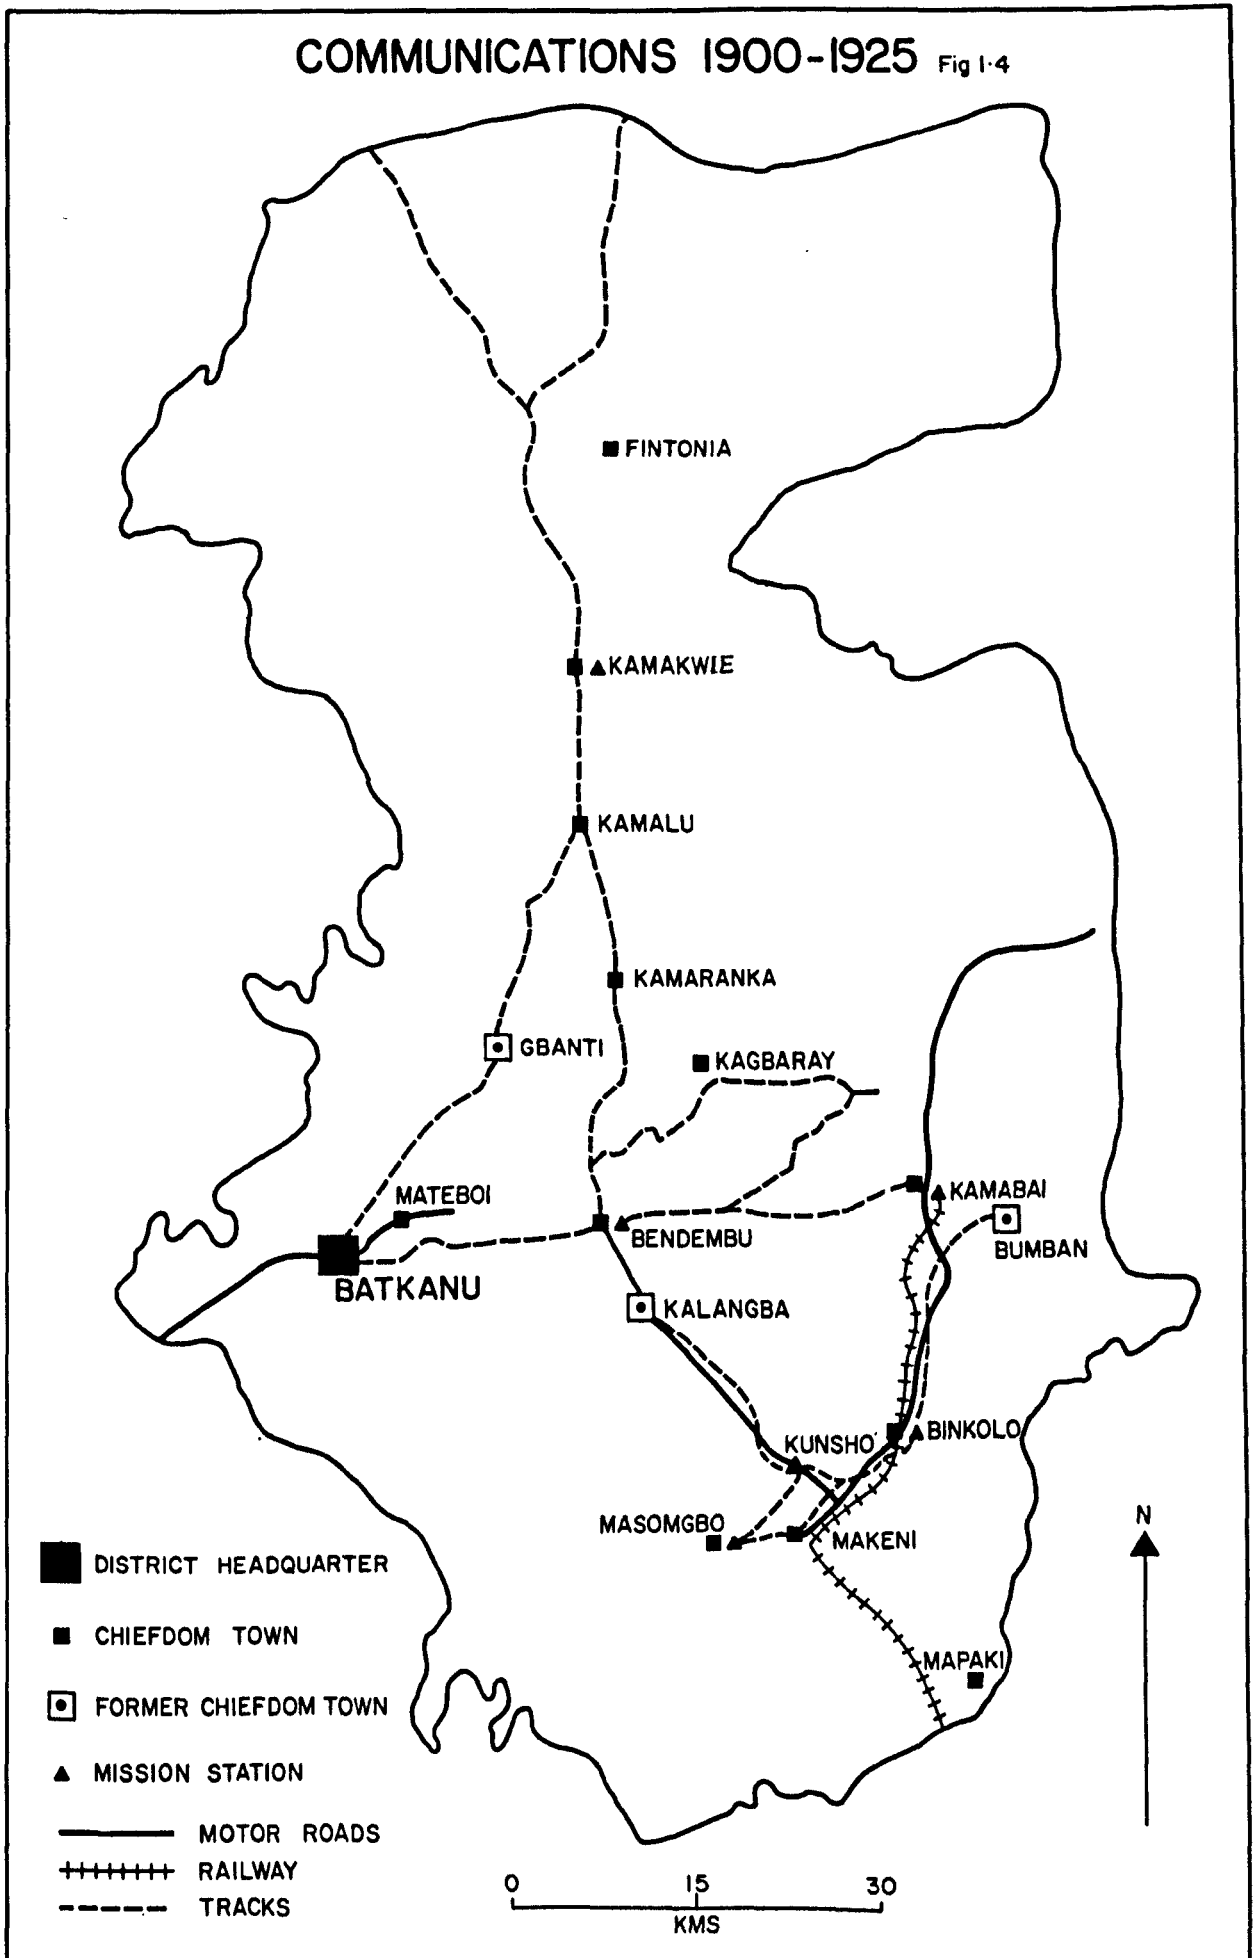 COMMUNICATIONS 1900-1925 Fig 1·4
FINTONIA
KAMAKWIE
KAMALU
KAMARANKA
GBANTI
KAGBARAY
MATEBOI
KAMABAI
BENDEMBU
BUMBAN
BATKANU
KALANGBA
BINKOLO
KUNSHO
MASOMGBO
MAKENI
N
MAPAKI
DISTRICT HEADQUARTER
CHIEFDOM TOWN
FORMER CHIEFDOM TOWN
MISSION STATION
MOTOR ROADS
RAILWAY
TRACKS
0 15 30
KMS